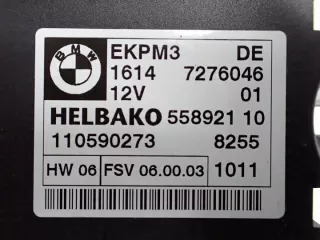 BMW
EKPM3 DE
1614 7276046
12V 01
HELBAKO 558921 10
110590273 8255
HW 06 FSV 06.00.03 1011